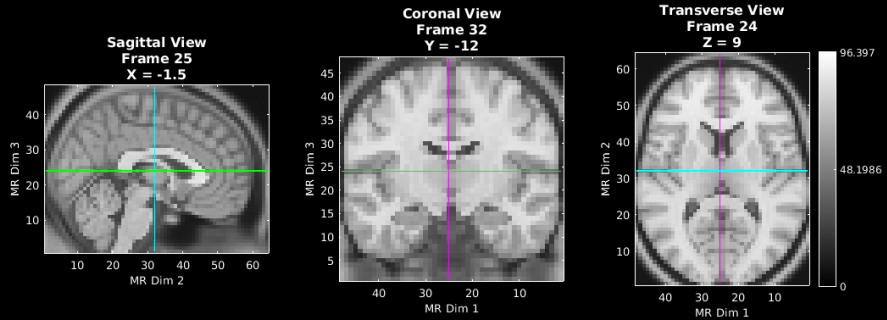 Sagittal View
Frame 25
X = -1.5
MR Dim 3
40
30
20
10
10 20 30 40 50 60
MR Dim 2
Coronal View
Frame 32
Y = -12
MR Dim 3
45
40
35
30
25
20
15
10
5
40 30 20 10
MR Dim 1
Transverse View
Frame 24
Z = 9
MR Dim 2
60
50
40
30
20
10
40 30 20 10
MR Dim 1
96.397
48.1986
0